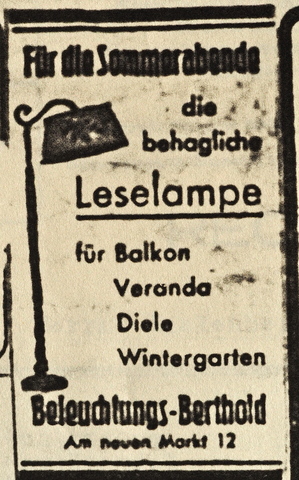 Für die Sommerabende
die
behagliche
Leselampe
für Balkon
Veranda
Diele
Wintergarten
Beleuchtungs-Berthold
Am neuen Markt 12